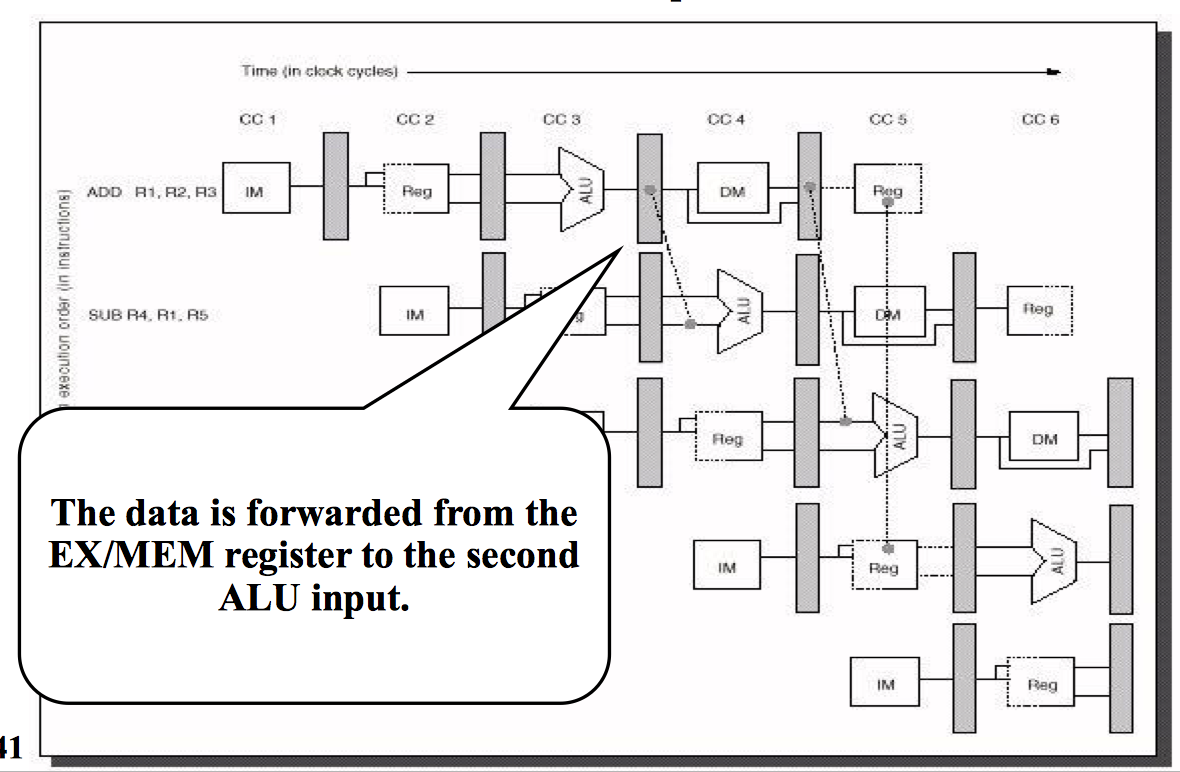 Time (in clock cycles)
CC 1 CC 2 CC 3 CC 4 CC 5 CC 6
ADD R1, R2, R3 IM Reg ALU DM Reg
execution order (in instructions)
SUB R4, R1, R5 IM ALU DM Reg
Reg ALU DM
The data is forwarded from the
EX/MEM register to the second
ALU input.
IM Reg ALU
IM Reg
41